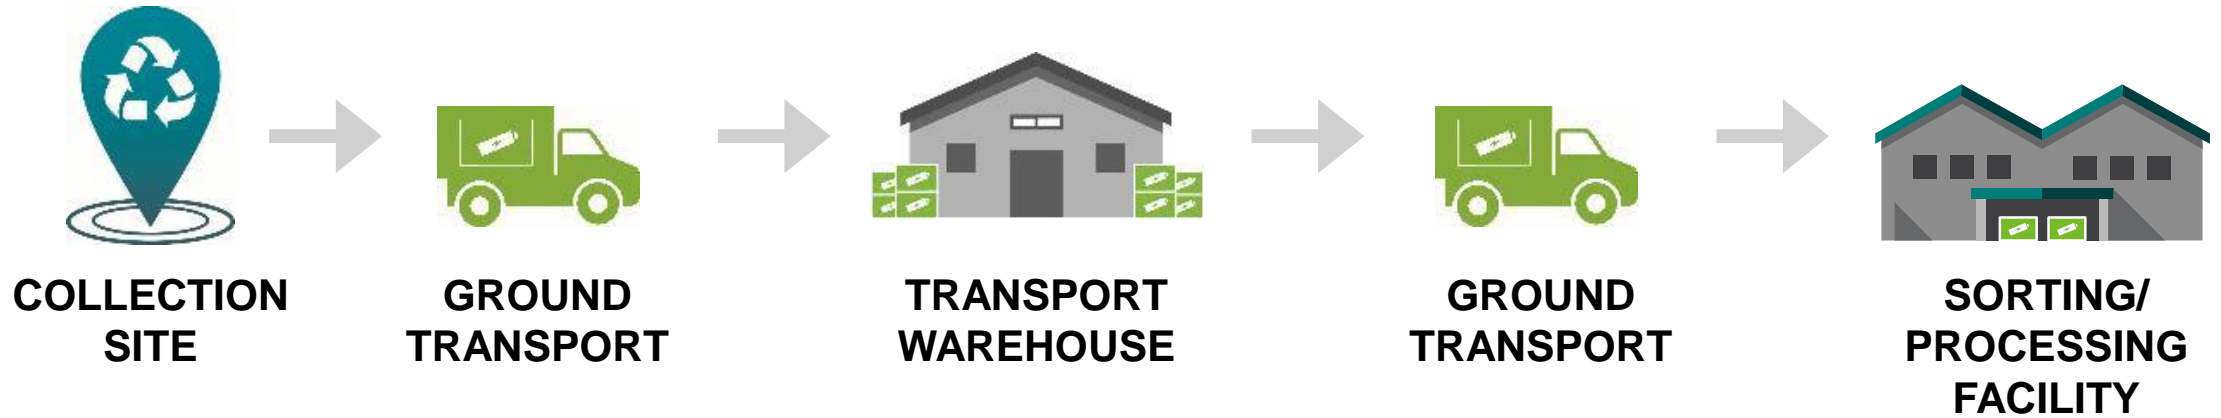 COLLECTION
SITE
GROUND
TRANSPORT
TRANSPORT
WAREHOUSE
GROUND
TRANSPORT
SORTING/
PROCESSING
FACILITY